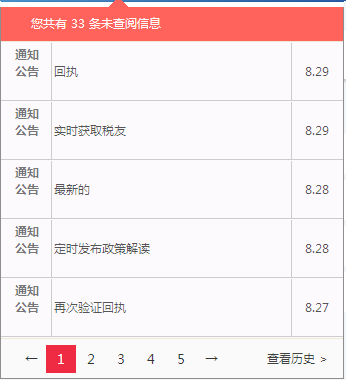 您共有 33 条未查阅信息
通知
公告
回执
8.29
通知
公告
实时获取税友
8.29
通知
公告
最新的
8.28
通知
公告
定时发布政策解读
8.28
通知
公告
再次验证回执
8.27
← 1 2 3 4 5 → 查看历史 >